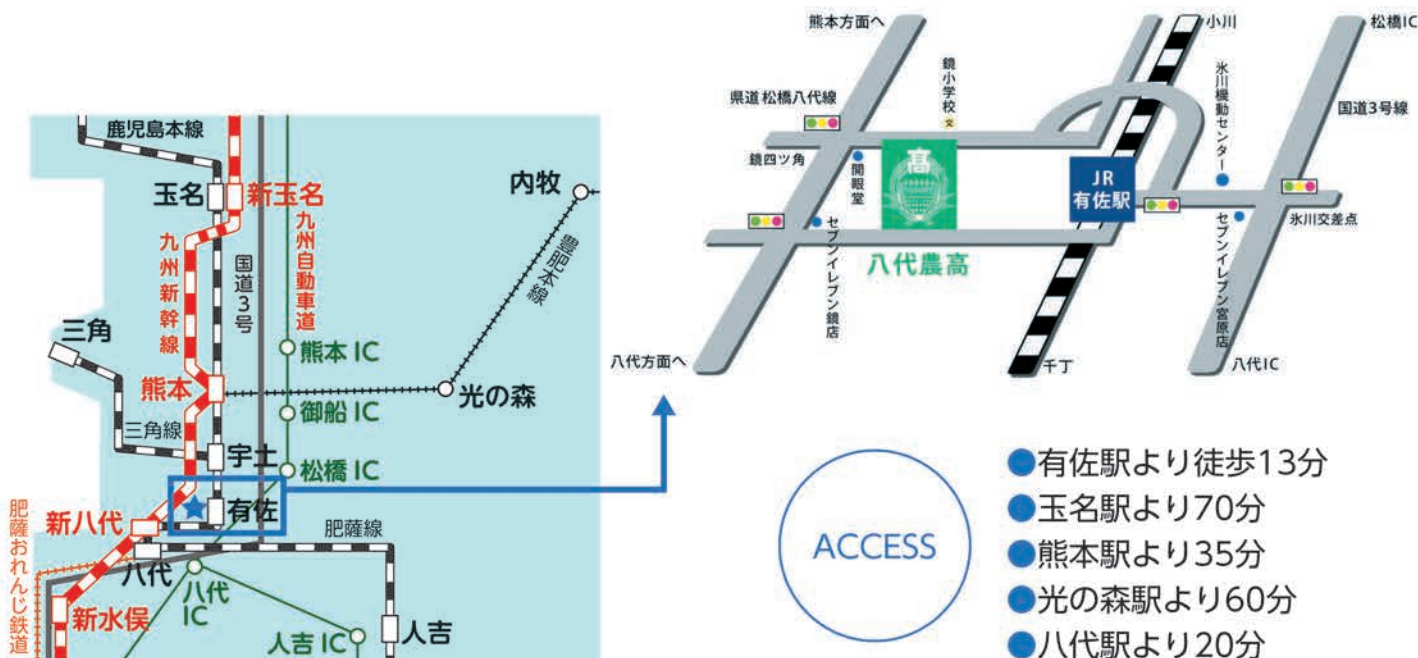 鹿児島本線
玉名
新玉名
九州新幹線
国道3号
九州自動車道
内牧
豊肥本線
三角
熊本
熊本 IC
光の森
御船 IC
三角線
宇土
松橋 IC
有佐
新八代
肥薩線
肥薩おれんじ鉄道
八代
八代
IC
新水俣
人吉 IC
人吉
熊本方面へ
小川
松橋IC
県道 松橋八代線
鏡小学校
文
氷川機動センター
国道3号線
鏡四ツ角
開眼堂
高
JR
有佐駅
氷川交差点
セブンイレブン鏡店
八代農高
セブンイレブン宮原店
八代方面へ
千丁
八代IC
ACCESS
●有佐駅より徒歩13分
●玉名駅より70分
●熊本駅より35分
●光の森駅より60分
●八代駅より20分